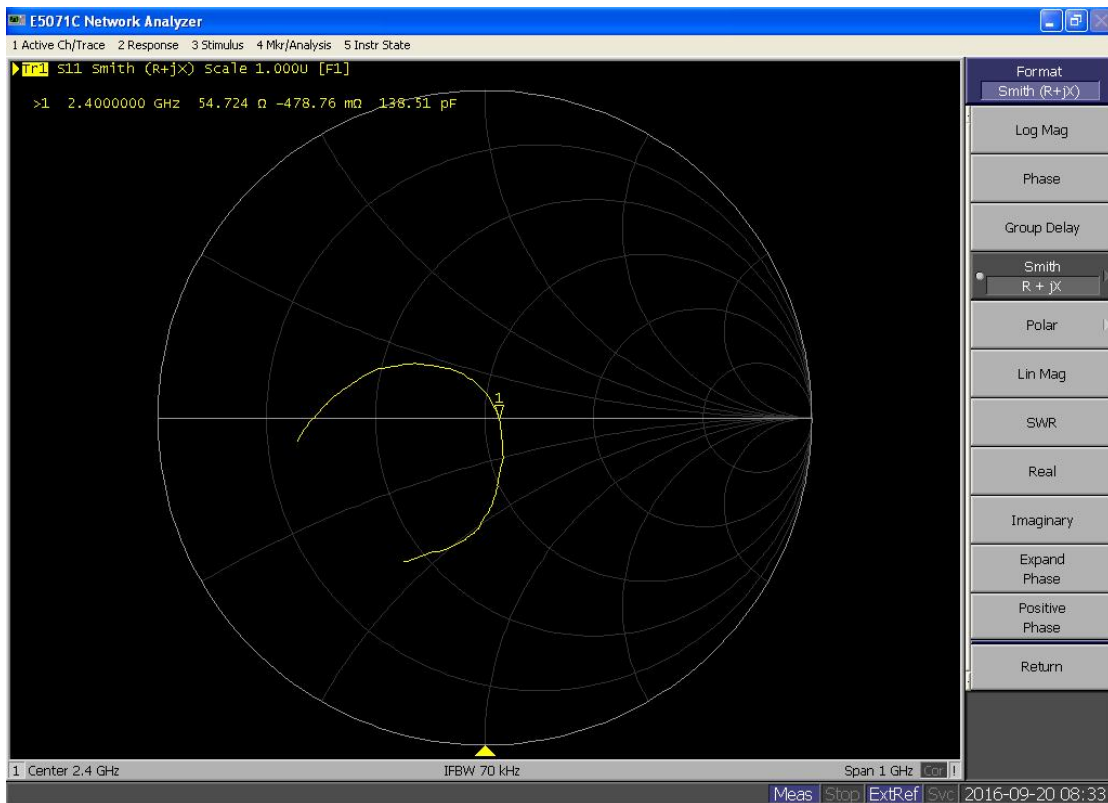 E5071C Network Analyzer
1 Active Ch/Trace 2 Response 3 Stimulus 4 Mkr/Analysis 5 Instr State
Tr1 S11 Smith (R+jX) Scale 1.000U [F1]
>1 2.4000000 GHz 54.724 Ω -478.76 mΩ 138.51 pF
1
Format
Smith (R+jX)
Log Mag
Phase
Group Delay
Smith
R + jX
Polar
Lin Mag
SWR
Real
Imaginary
Expand
Phase
Positive
Phase
Return
1 Center 2.4 GHz IFBW 70 kHz Span 1 GHz Cor !
Meas Stop ExtRef Svc 2016-09-20 08:33